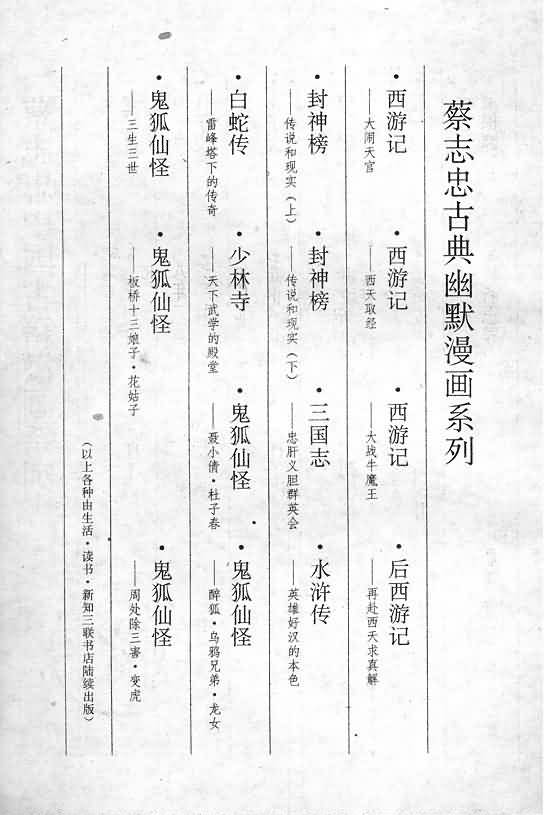 蔡志忠古典幽默漫画系列
•西游记
——大闹天宫
•西游记
——西天取经
•西游记
——大战牛魔王
•后西游记
——再赴西天求真解
•封神榜
——传说和现实（上）
•封神榜
——传说和现实（下）
•三国志
——忠肝义胆群英会
•水浒传
——英雄好汉的本色
•白蛇传
——雷峰塔下的传奇
•少林寺
——天下武学的殿堂
•鬼狐仙怪
——聂小倩·杜子春
•鬼狐仙怪
——醉狐·乌鸦兄弟·龙女
•鬼狐仙怪
——三生三世
•鬼狐仙怪
——板桥十三娘子·花姑子
•鬼狐仙怪
——周处除三害·变虎
（以上各种由生活·读书·新知三联书店陆续出版）